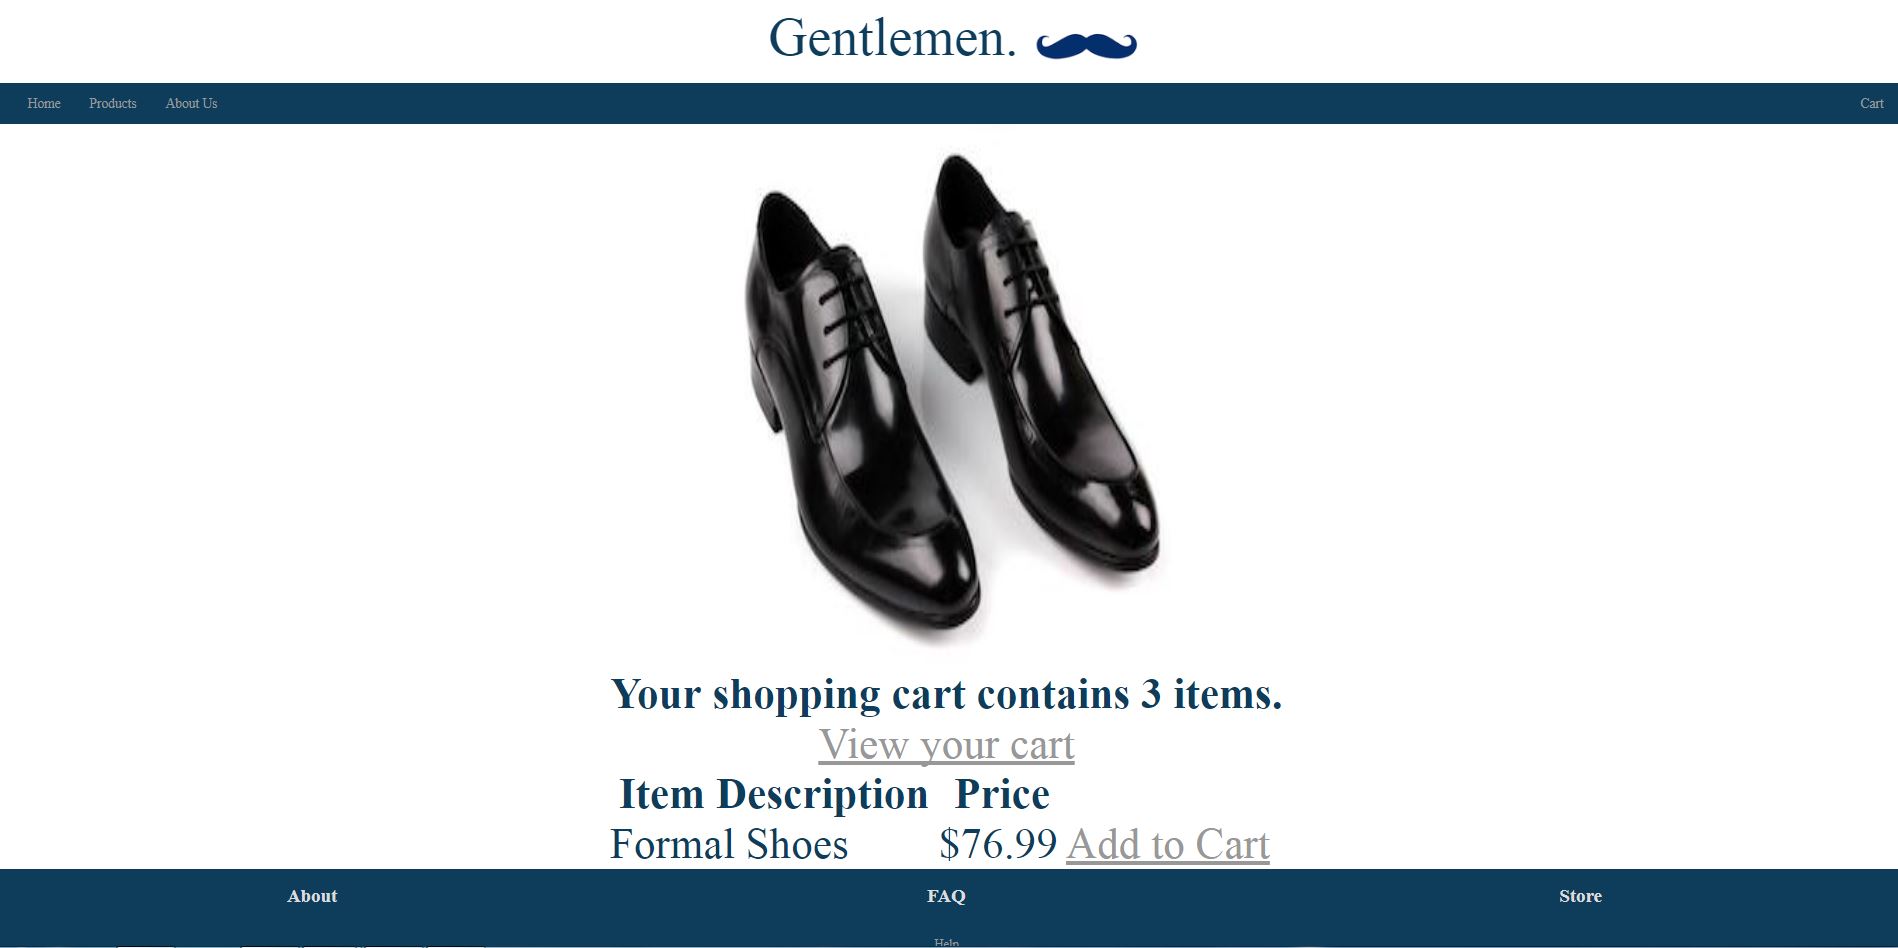 Gentlemen.
Home Products About Us Cart
Your shopping cart contains 3 items.
View your cart
Item Description Price
Formal Shoes $76.99 Add to Cart
About FAQ Store
Help